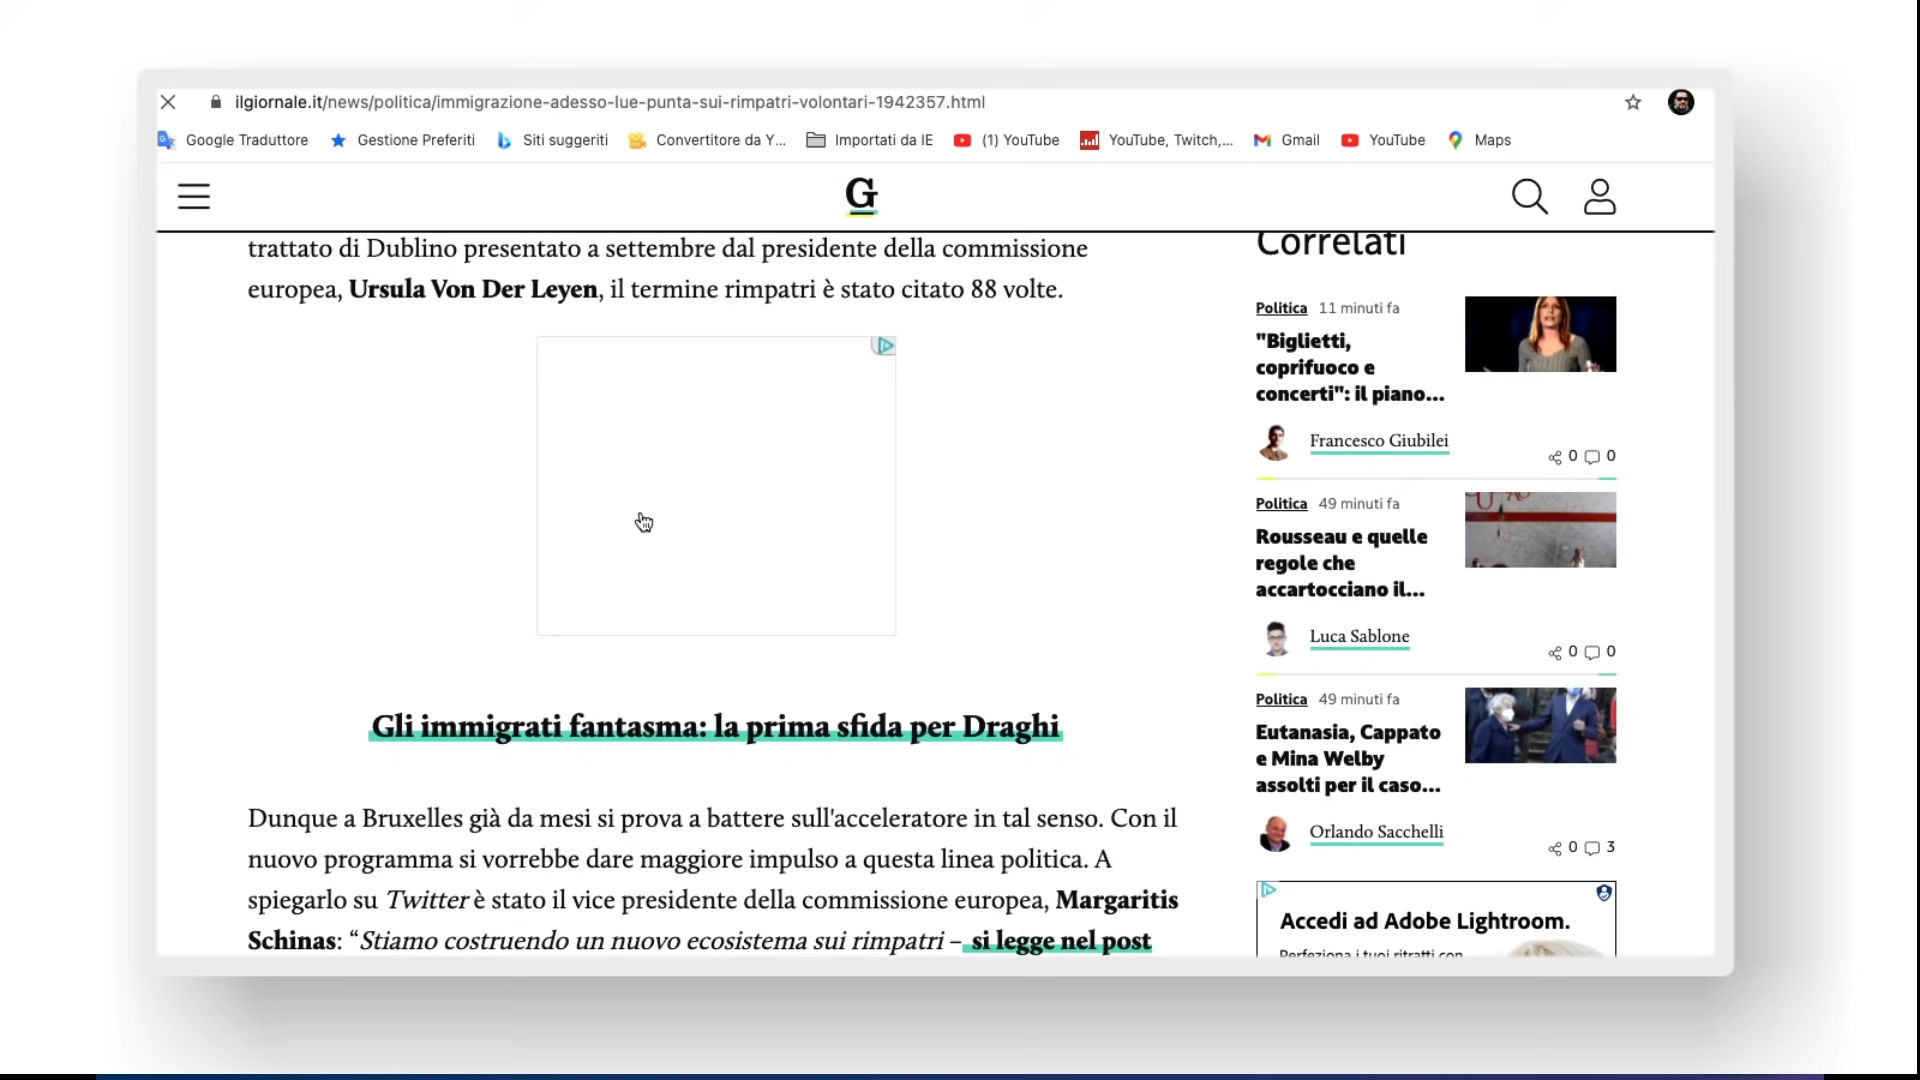 ilgiornale.it/news/politica/immigrazione-adesso-lue-punta-sui-rimpatri-volontari-1942357.html
Google Traduttore Gestione Preferiti Siti suggeriti Convertitore da Y... Importati da IE (1) YouTube YouTube, Twitch,... Gmail YouTube Maps
G
trattato di Dublino presentato a settembre dal presidente della commissione
europea, Ursula Von Der Leyen, il termine rimpatri è stato citato 88 volte.
Gli immigrati fantasma: la prima sfida per Draghi
Dunque a Bruxelles già da mesi si prova a battere sull'acceleratore in tal senso. Con il
nuovo programma si vorrebbe dare maggiore impulso a questa linea politica. A
spiegarlo su Twitter è stato il vice presidente della commissione europea, Margaritis
Schinas: “Stiamo costruendo un nuovo ecosistema sui rimpatri – si legge nel post
Correlati
Politica 11 minuti fa
"Biglietti,
coprifuoco e
concerti": il piano...
Francesco Giubilei
0 0
Politica 49 minuti fa
Rousseau e quelle
regole che
accartocciano il...
Luca Sablone
0 0
Politica 49 minuti fa
Eutanasia, Cappato
e Mina Welby
assolti per il caso...
Orlando Sacchelli
0 3
Accedi ad Adobe Lightroom.
Perfeziona i tuoi ritratti con